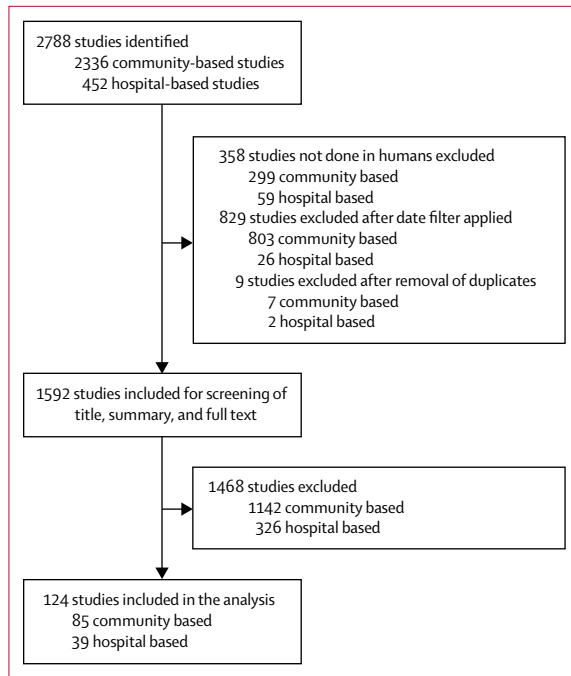 2788 studies identified
2336 community-based studies
452 hospital-based studies
358 studies not done in humans excluded
299 community based
59 hospital based
829 studies excluded after date filter applied
803 community based
26 hospital based
9 studies excluded after removal of duplicates
7 community based
2 hospital based
1592 studies included for screening of
title, summary, and full text
1468 studies excluded
1142 community based
326 hospital based
124 studies included in the analysis
85 community based
39 hospital based